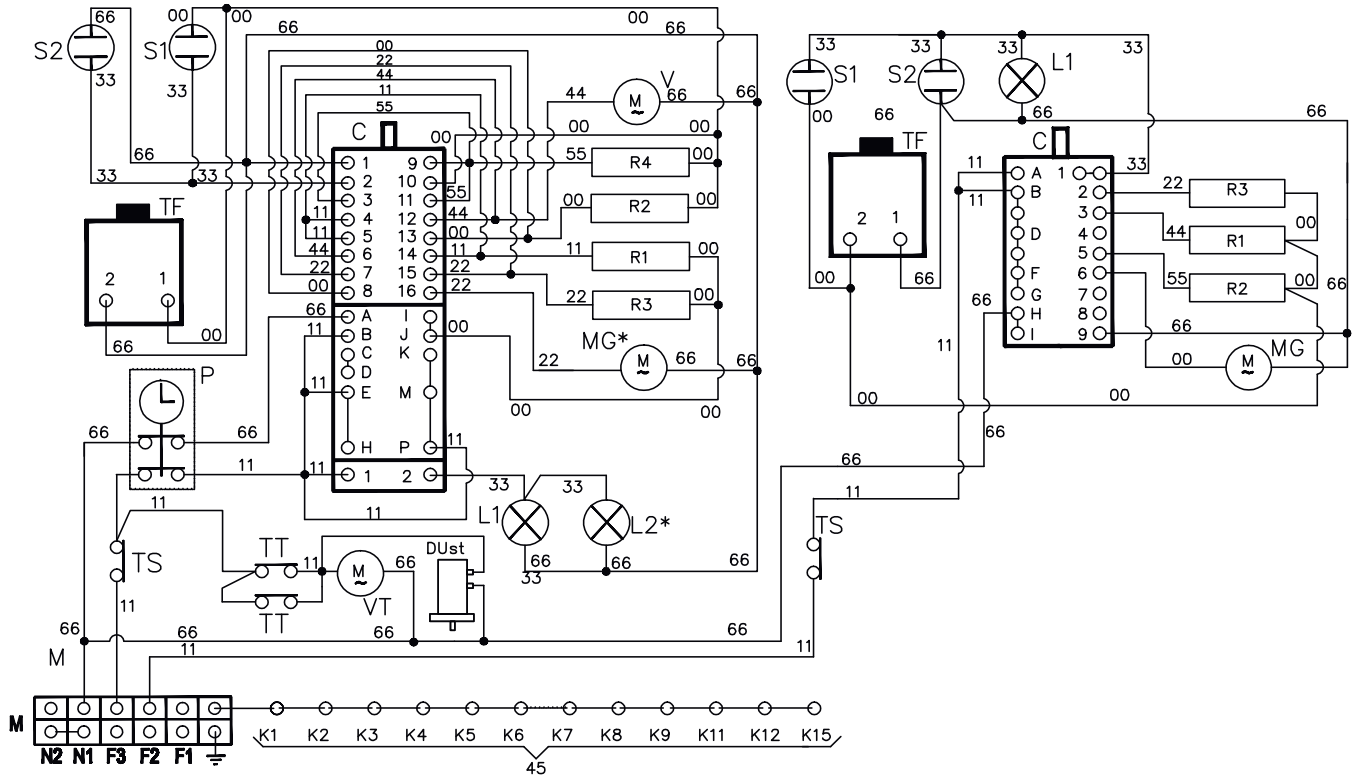 66 00 00
66 66
S2 S1
33 33
00
22
44
11
55
C
44 V
M 66 66
00 00 00
66
33 33
1 9 55 R4 00
2 10
3 11 55
11 4 12 44 00 R2 00
11 5 13 00
44 6 14 11 11 R1 00
22 7 15 22
00 8 16 22 22 R3 00
TF
2 1
00
66
66 A I
11 B J 00
C K
D
11 E M
H P 11
MG*
22 M 66 66
00 00
P
66 66
11 11 1 2 33 33
11
L1 L2*
66 66 66
33
11
TS
11
TT
11
TT
M 66
VT
DUst
66 66 66 66
11 11
M
33 33 33 33
S1 S2 L1
00 66 66 66
TF
2 1
00 66
C
11 A 1 33
11 B 2 22 R3
3 00
D 4 44 R1
5
F 6 55 R2 00
G 7 66
66 H 8
I 9 66
11
00 M MG
00 00
66
66
11
TS
M
N2 N1 F3 F2 F1
K1 K2 K3 K4 K5 K6 K7 K8 K9 K11 K12 K15
45